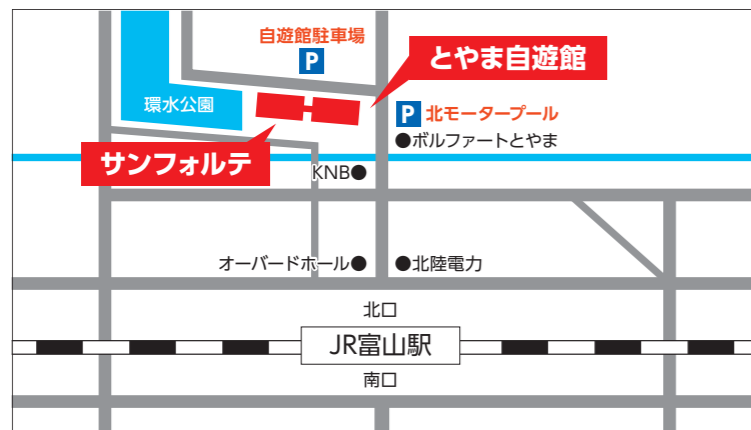 自遊館駐車場
P
とやま自遊館
環水公園
P 北モータープール
●ボルファートとやま
サンフォルテ
KNB●
オーバードホール●
●北陸電力
北口
JR富山駅
南口